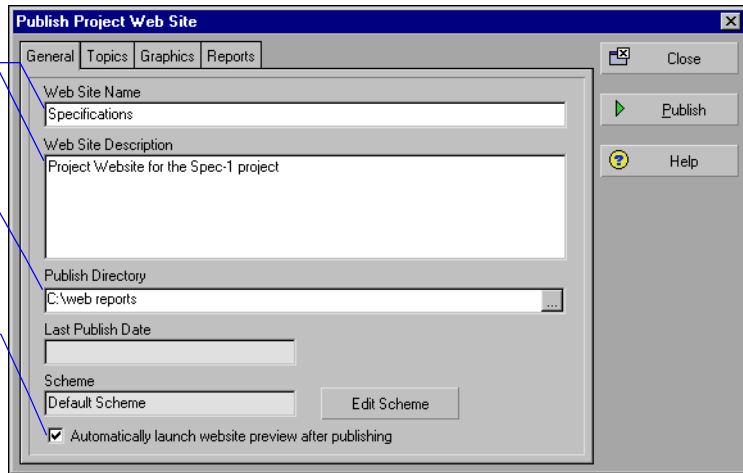 Publish Project Web Site
General Topics Graphics Reports
Web Site Name
Specifications
Web Site Description
Project Website for the Spec-1 project
Publish Directory
C:\web reports
...
Last Publish Date
Scheme
Default Scheme
Edit Scheme
Automatically launch website preview after publishing
Close
Publish
Help